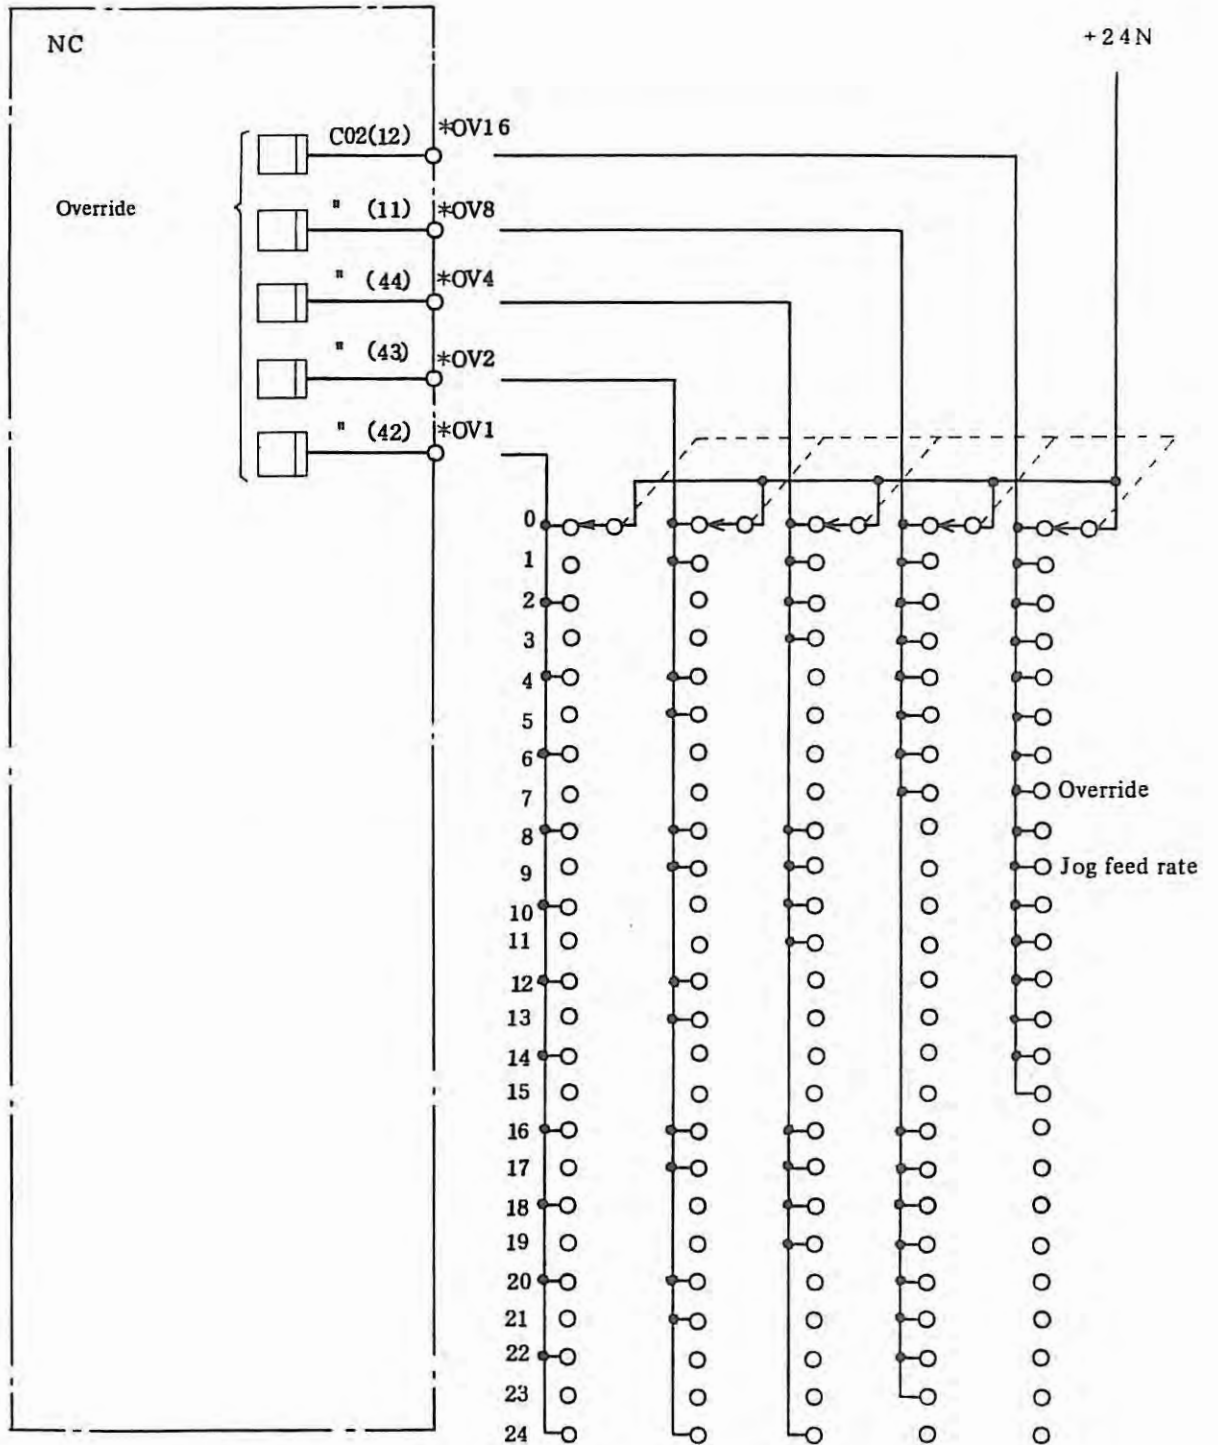 NC
+24N
C02(12) *OV16
Override
" (11) *OV8
" (44) *OV4
" (43) *OV2
" (42) *OV1
0
1
2
3
4
5
6
7 Override
8
9 Jog feed rate
10
11
12
13
14
15
16
17
18
19
20
21
22
23
24